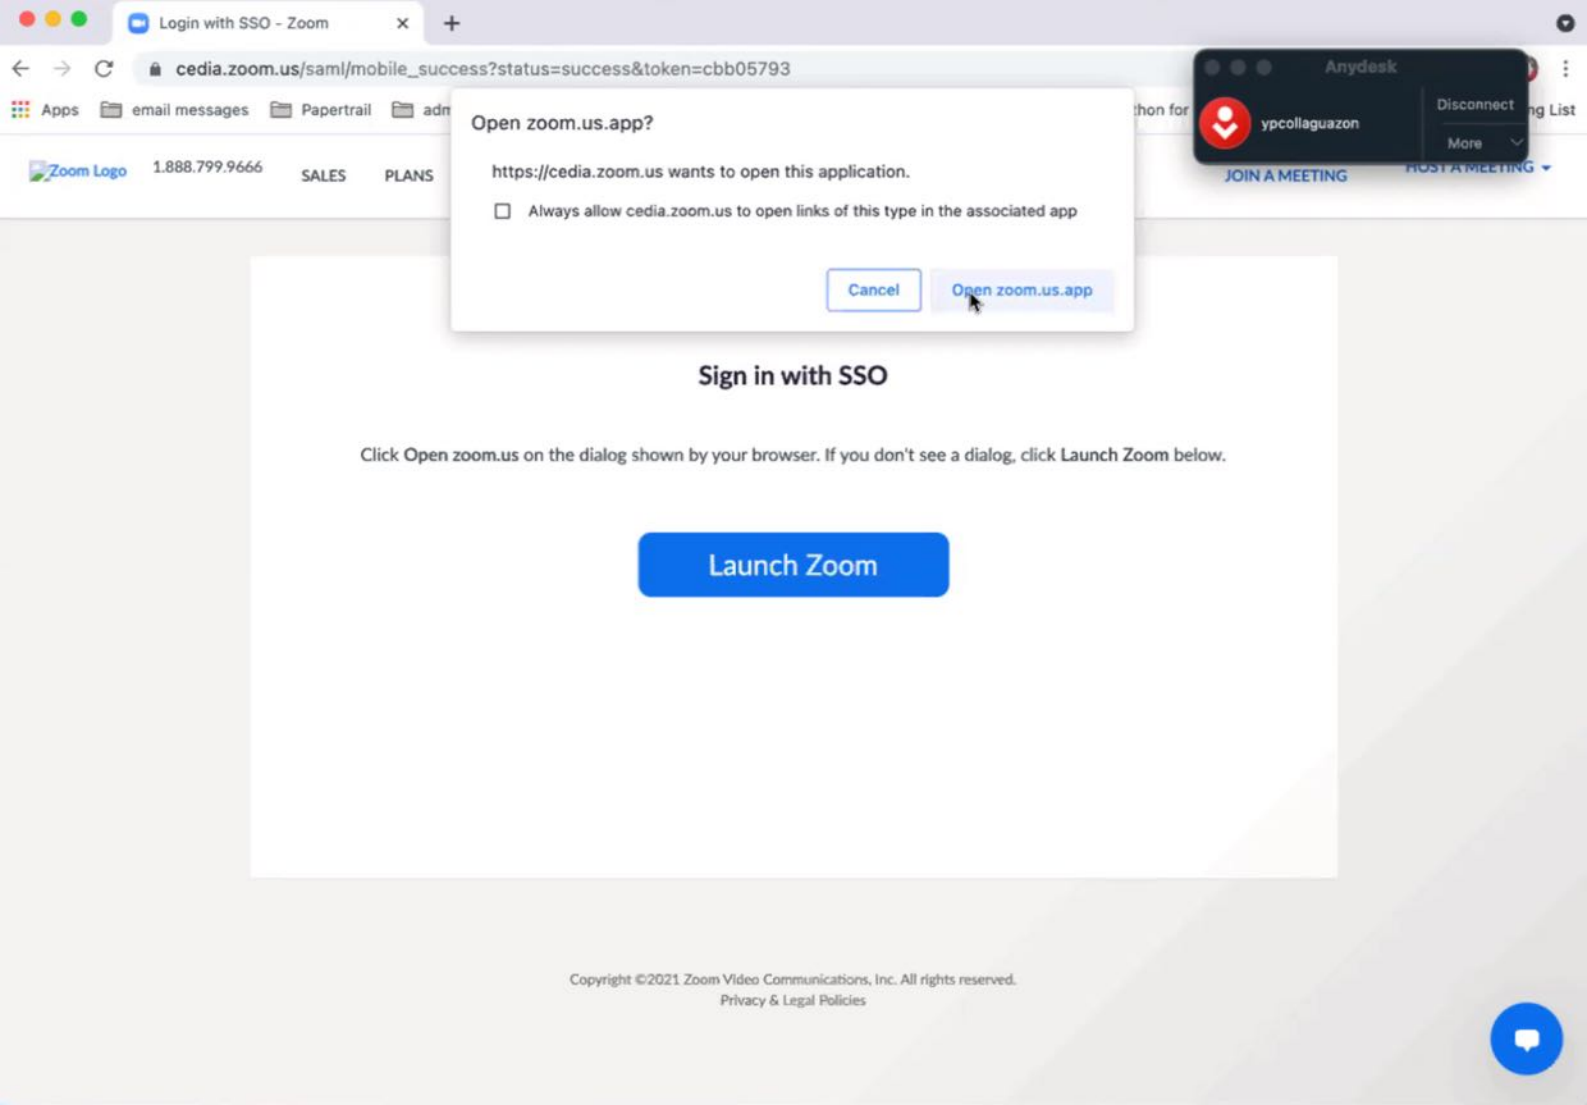 Login with SSO - Zoom
cedia.zoom.us/saml/mobile_success?status=success&token=cbb05793
Anydesk
Apps
email messages
Papertrail
Open zoom.us.app?
ypcollaguazon
Disconnect
More
https://cedia.zoom.us wants to open this application.
Always allow cedia.zoom.us to open links of this type in the associated app
Cancel
Open zoom.us.app
Zoom Logo
1.888.799.9666
SALES
PLANS
JOIN A MEETING
HOST A MEETING
for
List
Sign in with SSO
Click Open zoom.us on the dialog shown by your browser. If you don't see a dialog, click Launch Zoom below.
Launch Zoom
Copyright ©2021 Zoom Video Communications, Inc. All rights reserved.
Privacy & Legal Policies